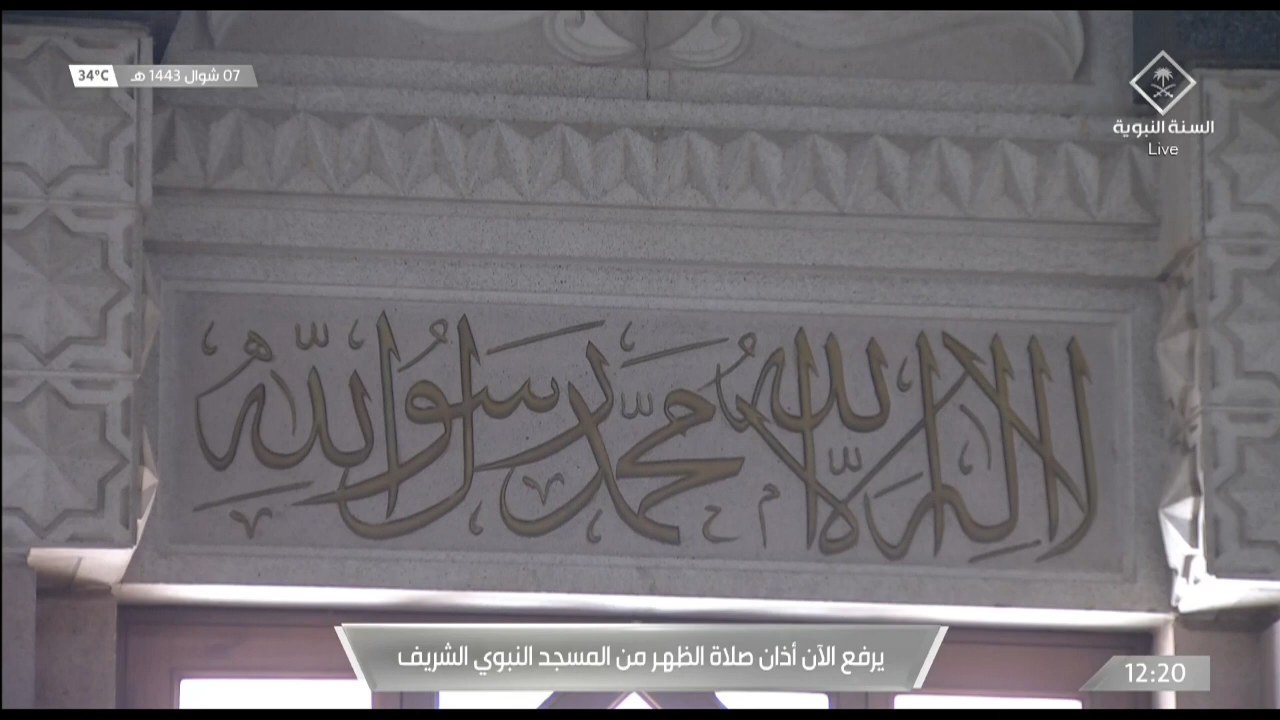 34°C
07 شوال 1443 هـ
السنة النبوية
Live
لا إله إلا الله محمد رسول الله
يرفع الآن أذان صلاة الظهر من المسجد النبوي الشريف
12:20